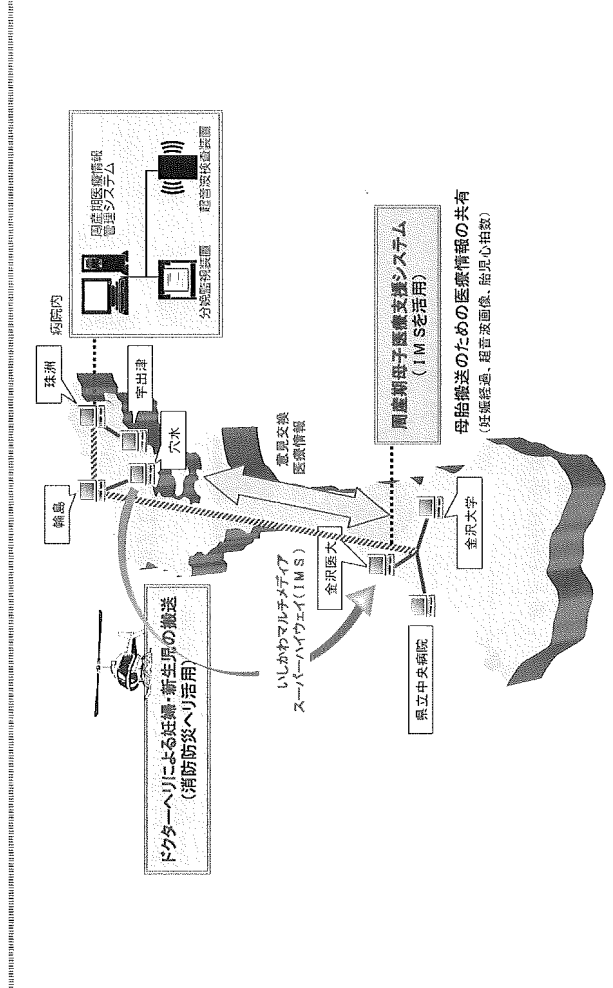 病院内
周産期医療情報
管理システム
分娩監視装置
超音波検査装置
珠洲
輪島
宇出津
穴水
ドクターヘリによる妊婦・新生児の搬送
(消防防災ヘリ活用)
意見交換
医療情報
いしかわマルチメディア
スーパーハイウェイ(IMS)
金沢医大
県立中央病院
金沢大学
周産期母子医療支援システム
(IMSを活用)
母胎搬送のための医療情報の共有
(妊娠経過、超音波画像、胎児心拍数)